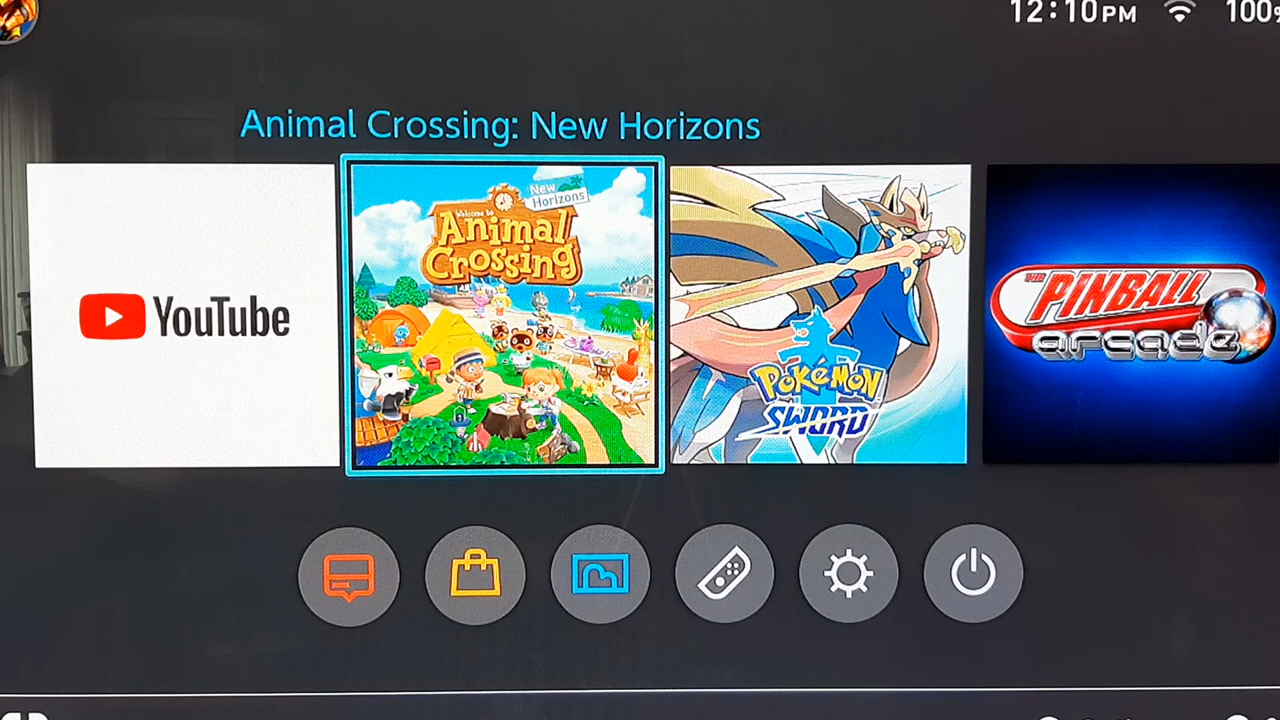 12:10PM
100%
Animal Crossing: New Horizons
YouTube
New
Horizons
Welcome to
Animal
Crossing
POKéMON
SWORD
THE
PINBALL
arcade